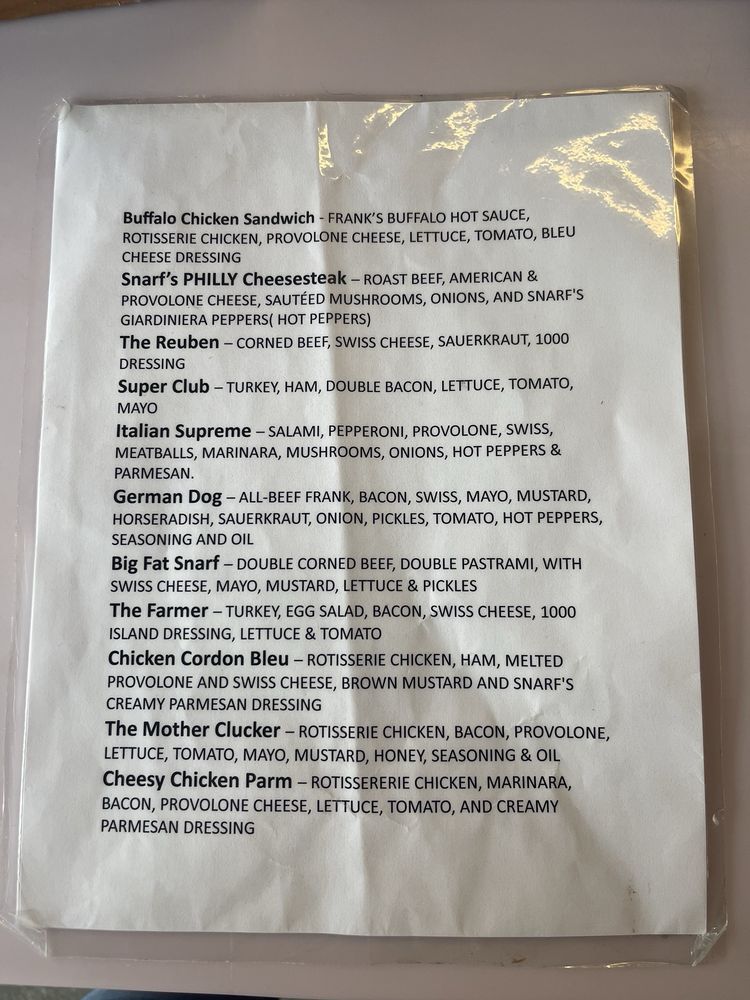 Buffalo Chicken Sandwich - FRANK'S BUFFALO HOT SAUCE,
ROTISSERIE CHICKEN, PROVOLONE CHEESE, LETTUCE, TOMATO, BLEU
CHEESE DRESSING
Snarf's PHILLY Cheesesteak – ROAST BEEF, AMERICAN &
PROVOLONE CHEESE, SAUTÉED MUSHROOMS, ONIONS, AND SNARF'S
GIARDINIERA PEPPERS( HOT PEPPERS)
The Reuben – CORNED BEEF, SWISS CHEESE, SAUERKRAUT, 1000
DRESSING
Super Club – TURKEY, HAM, DOUBLE BACON, LETTUCE, TOMATO,
MAYO
Italian Supreme – SALAMI, PEPPERONI, PROVOLONE, SWISS,
MEATBALLS, MARINARA, MUSHROOMS, ONIONS, HOT PEPPERS &
PARMESAN.
German Dog – ALL-BEEF FRANK, BACON, SWISS, MAYO, MUSTARD,
HORSERADISH, SAUERKRAUT, ONION, PICKLES, TOMATO, HOT PEPPERS,
SEASONING AND OIL
Big Fat Snarf – DOUBLE CORNED BEEF, DOUBLE PASTRAMI, WITH
SWISS CHEESE, MAYO, MUSTARD, LETTUCE & PICKLES
The Farmer – TURKEY, EGG SALAD, BACON, SWISS CHEESE, 1000
ISLAND DRESSING, LETTUCE & TOMATO
Chicken Cordon Bleu – ROTISSERIE CHICKEN, HAM, MELTED
PROVOLONE AND SWISS CHEESE, BROWN MUSTARD AND SNARF'S
CREAMY PARMESAN DRESSING
The Mother Clucker – ROTISSERIE CHICKEN, BACON, PROVOLONE,
LETTUCE, TOMATO, MAYO, MUSTARD, HONEY, SEASONING & OIL
Cheesy Chicken Parm – ROTISSERERIE CHICKEN, MARINARA,
BACON, PROVOLONE CHEESE, LETTUCE, TOMATO, AND CREAMY
PARMESAN DRESSING